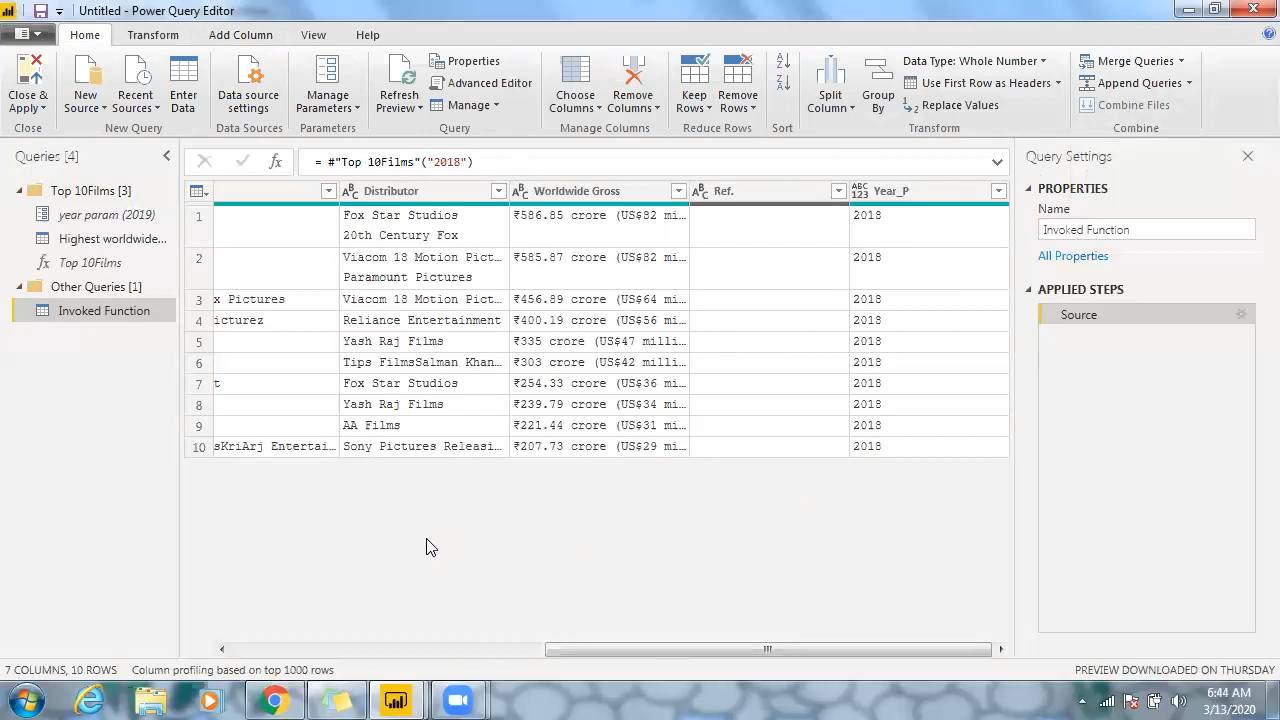 Untitled - Power Query Editor
Home
Transform
Add Column
View
Help
Close &
Apply
Close
New
Source
Recent
Sources
Enter
Data
New Query
Data source
settings
Data Sources
Manage
Parameters
Parameters
Refresh
Preview
Properties
Advanced Editor
Manage
Query
Choose
Columns
Remove
Columns
Manage Columns
Keep
Rows
Remove
Rows
Reduce Rows
Sort
Split
Column
Group
By
Data Type: Whole Number
Use First Row as Headers
Replace Values
Transform
Merge Queries
Append Queries
Combine Files
Combine
Queries [4]
Top 10Films [3]
year param (2019)
Highest worldwide...
Top 10Films
Other Queries [1]
Invoked Function
= #"Top 10Films"("2018")
Distributor Worldwide Gross Ref. Year_P
1 Fox Star Studios ₹586.85 crore (US$82 mi... 2018
20th Century Fox
2 Viacom 18 Motion Pict... ₹585.87 crore (US$82 mi... 2018
Paramount Pictures
3 x Pictures Viacom 18 Motion Pict... ₹456.89 crore (US$64 mi... 2018
4 icturez Reliance Entertainment ₹400.19 crore (US$56 mi... 2018
5 Yash Raj Films ₹335 crore (US$47 milli... 2018
6 Tips FilmsSalman Khan... ₹303 crore (US$42 milli... 2018
7 t Fox Star Studios ₹254.33 crore (US$36 mi... 2018
8 Yash Raj Films ₹239.79 crore (US$34 mi... 2018
9 AA Films ₹221.44 crore (US$31 mi... 2018
10 sKriArj Entertai... Sony Pictures Releasi... ₹207.73 crore (US$29 mi... 2018
Query Settings
PROPERTIES
Name
Invoked Function
All Properties
APPLIED STEPS
Source
7 COLUMNS, 10 ROWS
Column profiling based on top 1000 rows
PREVIEW DOWNLOADED ON THURSDAY
6:44 AM
3/13/2020